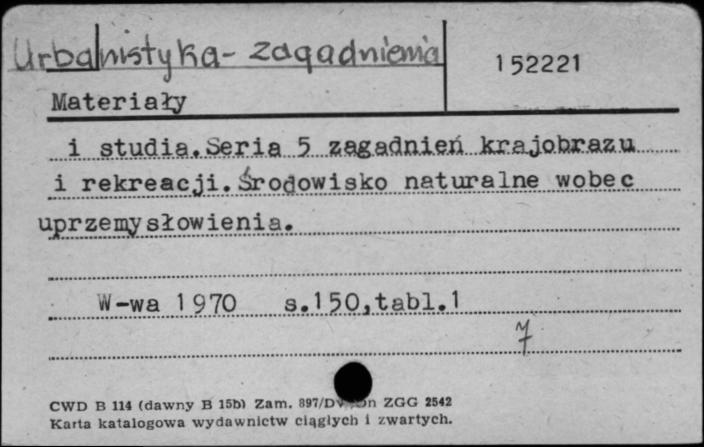 Urbanistyka - zagadnienia
152221
Materiały
i studia.Seria 5 zagadnień krajobrazu
i rekreacji.Środowisko naturalne wobec
uprzemysłowienia.
W-wa 1970 s.150,tabl.1
7
CWD B 114 (dawny B 15b) Zam. ZGG 2542
Karta katalogowa wydawnictw ciągłych i zwartych.